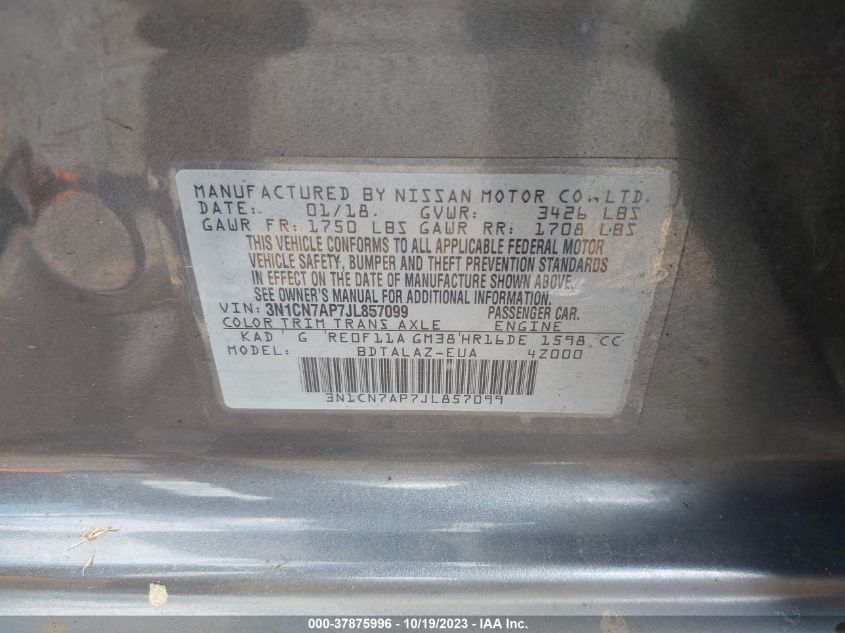 MANUFACTURED BY NISSAN MOTOR CO.,LTD.
DATE: 01/18. GVWR: 3426 LBS
GAWR FR: 1750 LBS GAWR RR: 1708 LBS
THIS VEHICLE CONFORMS TO ALL APPLICABLE FEDERAL MOTOR
VEHICLE SAFETY, BUMPER AND THEFT PREVENTION STANDARDS
IN EFFECT ON THE DATE OF MANUFACTURE SHOWN ABOVE.
SEE OWNER'S MANUAL FOR ADDITIONAL INFORMATION.
VIN: 3N1CN7AP7JL857099 PASSENGER CAR.
COLOR TRIM TRANS AXLE ENGINE
KAD G RE0F11A GM38 HR16DE 1598 CC
MODEL: BDTALAZ-EUA 4Z000
3N1CN7AP7JL857099
000-37875996 - 10/19/2023 - IAA Inc.